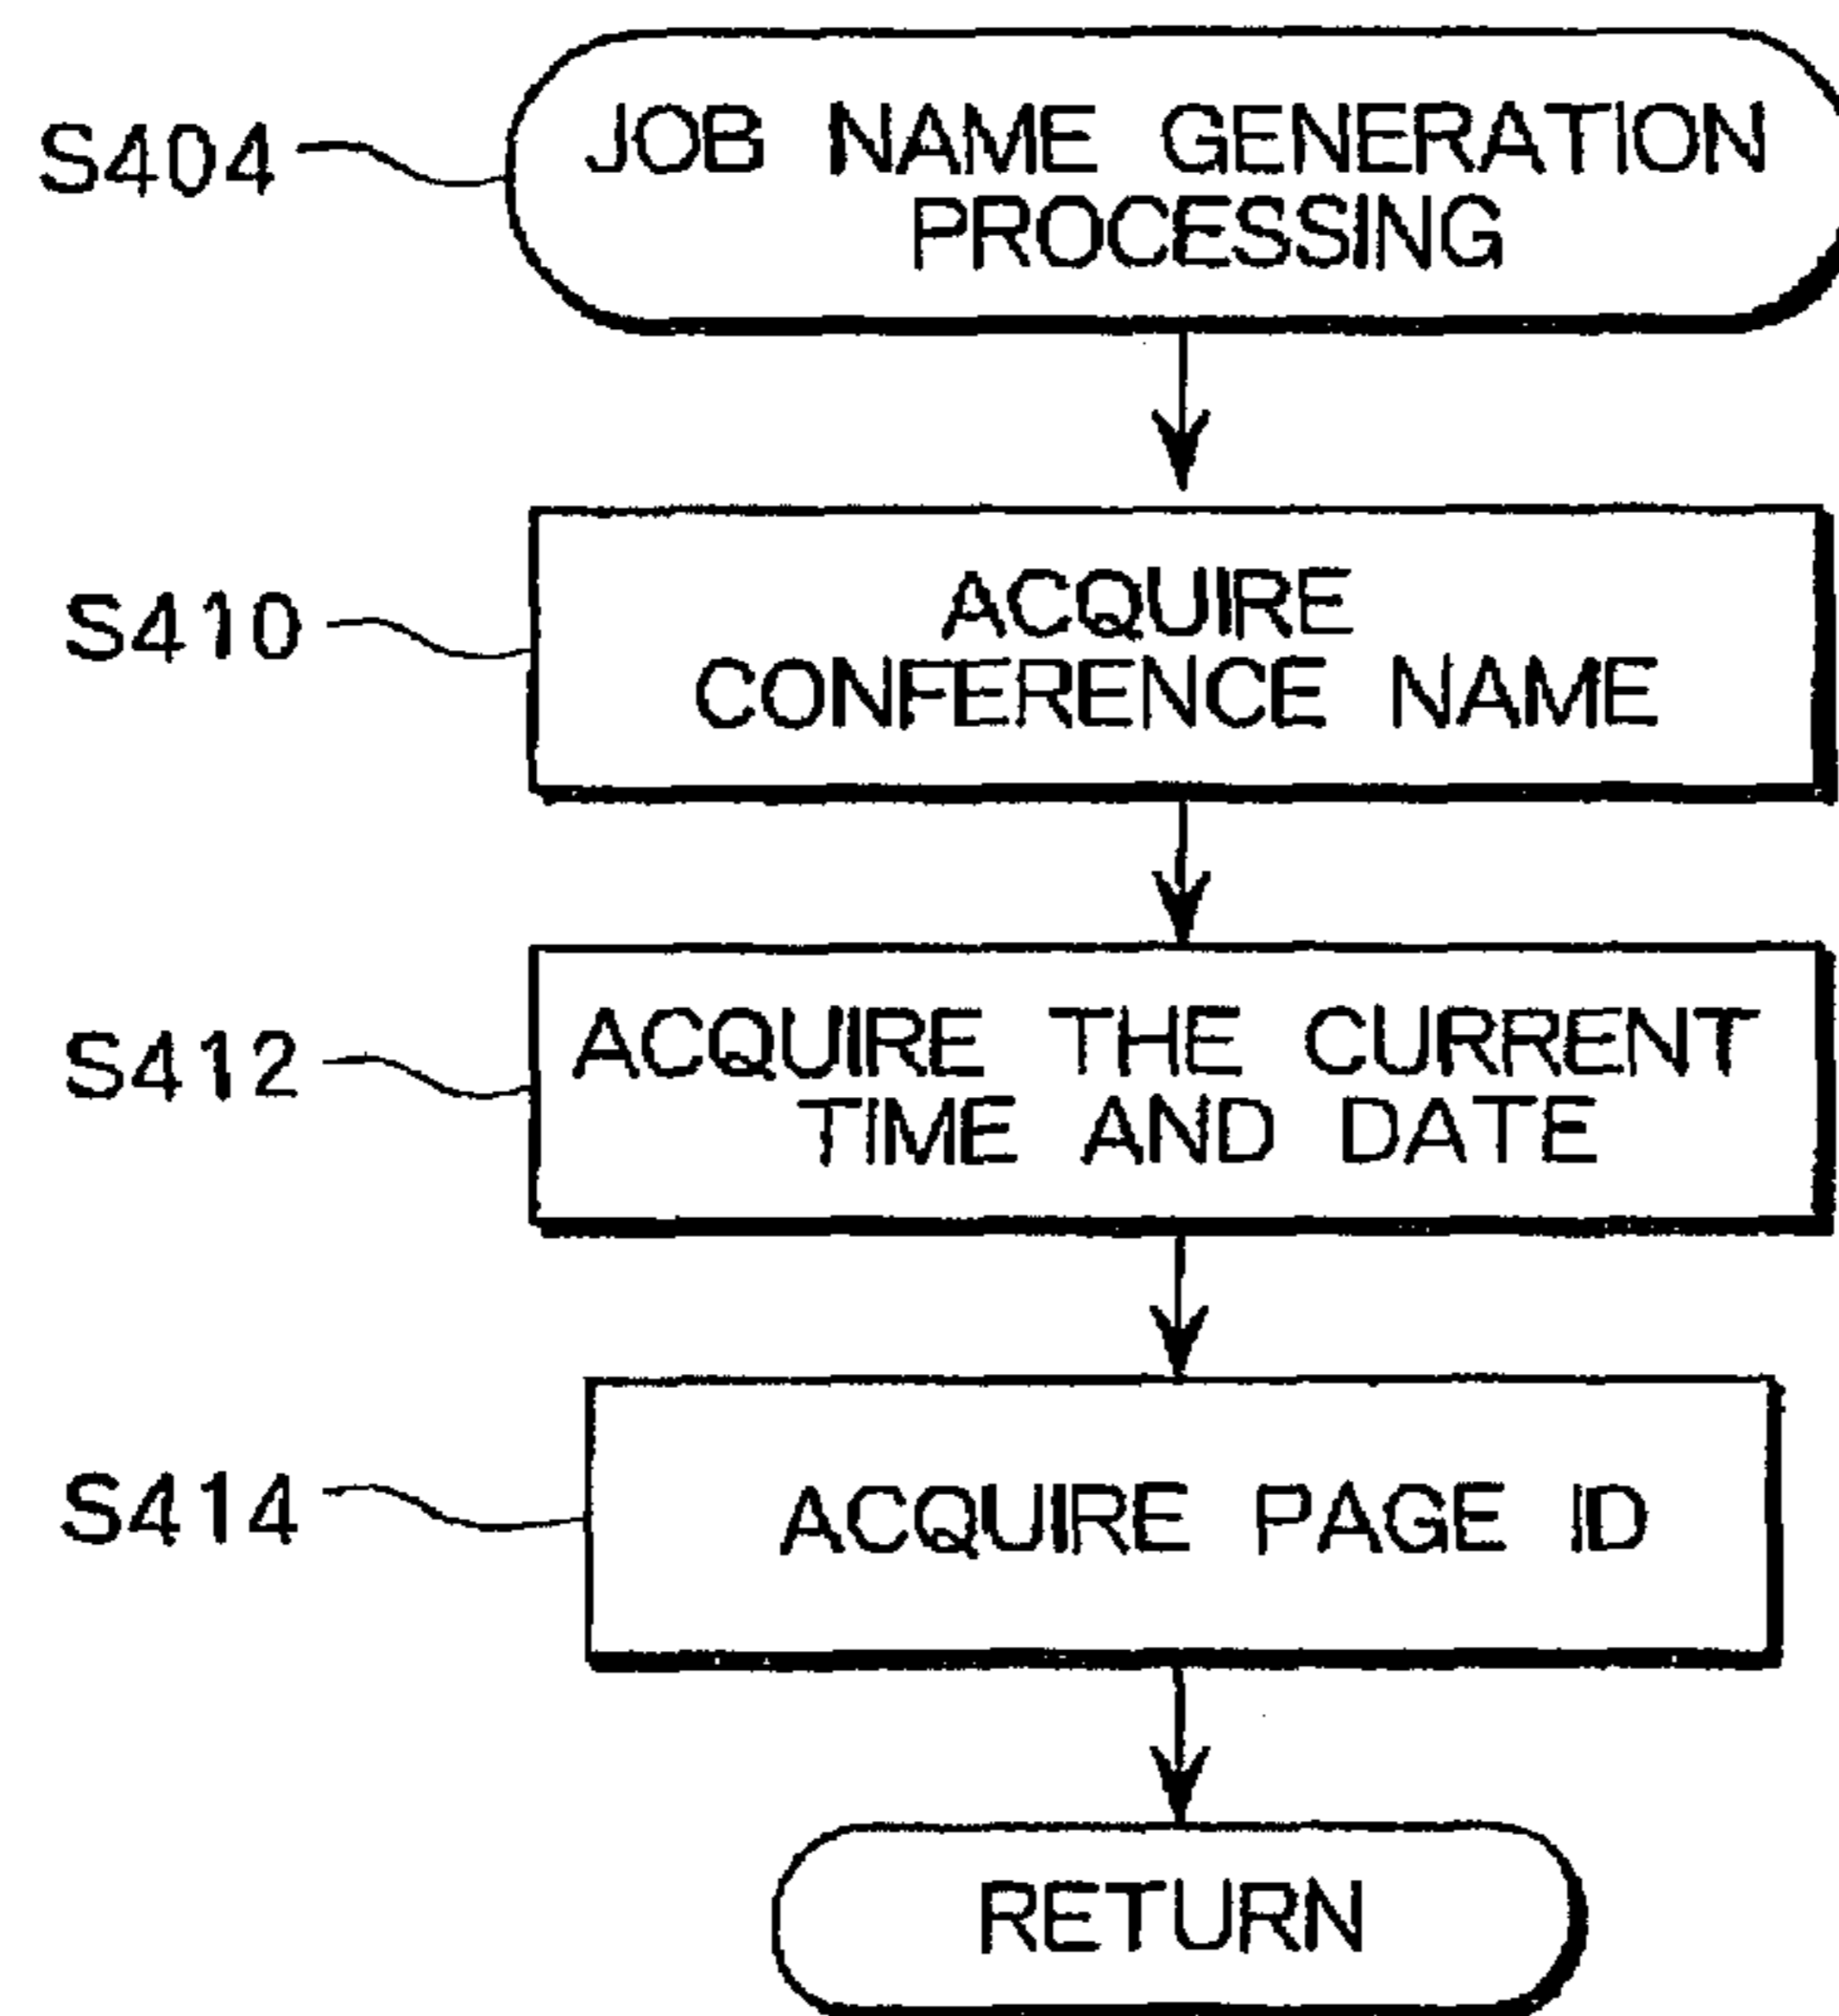 S404
JOB NAME GENERATION
PROCESSING
S410
ACQUIRE
CONFERENCE NAME
S412
ACQUIRE THE CURRENT
TIME AND DATE
S414
ACQUIRE PAGE ID
RETURN